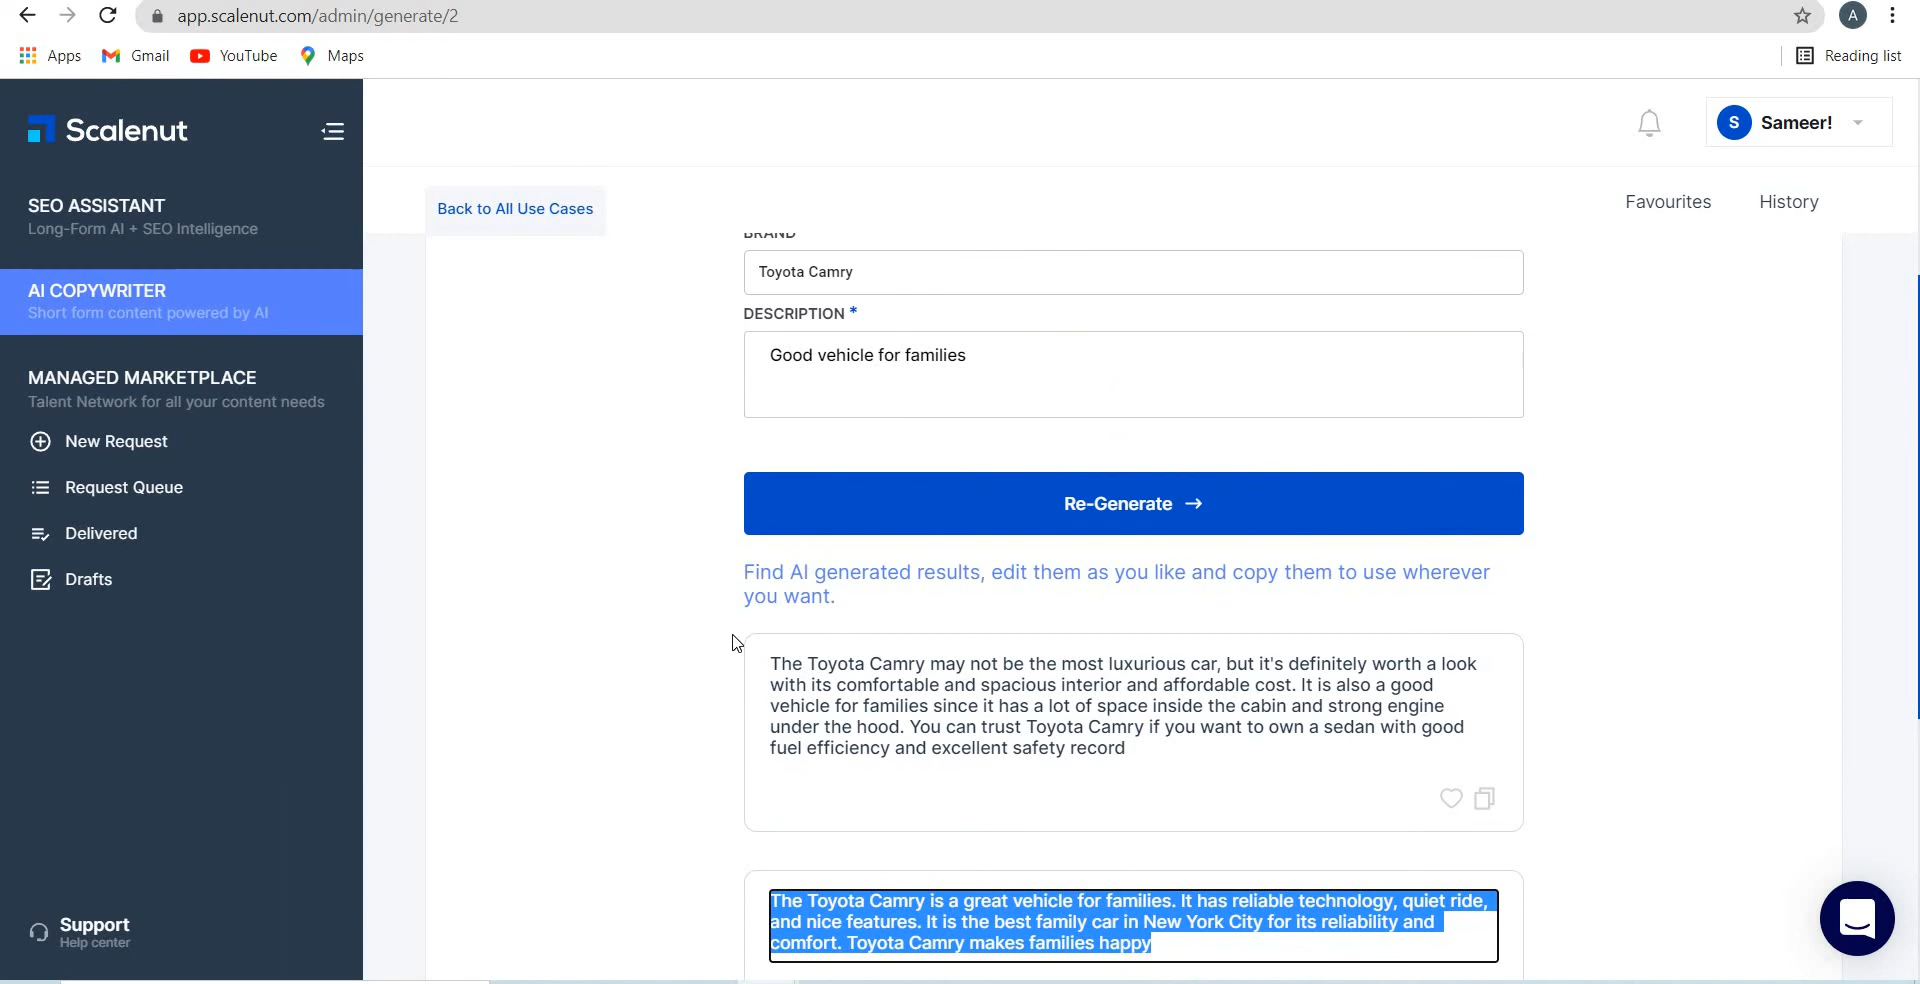 app.scalenut.com/admin/generate/2
A
Apps
Gmail
YouTube
Maps
Reading list
Scalenut
S
Sameer!
SEO ASSISTANT
Long-Form AI + SEO Intelligence
AI COPYWRITER
Short form content powered by AI
MANAGED MARKETPLACE
Talent Network for all your content needs
New Request
Request Queue
Delivered
Drafts
Support
Help center
Back to All Use Cases
Favourites
History
BRAND
Toyota Camry
DESCRIPTION *
Good vehicle for families
Re-Generate →
Find AI generated results, edit them as you like and copy them to use wherever
you want.
The Toyota Camry may not be the most luxurious car, but it's definitely worth a look
with its comfortable and spacious interior and affordable cost. It is also a good
vehicle for families since it has a lot of space inside the cabin and strong engine
under the hood. You can trust Toyota Camry if you want to own a sedan with good
fuel efficiency and excellent safety record
The Toyota Camry is a great vehicle for families. It has reliable technology, quiet ride,
and nice features. It is the best family car in New York City for its reliability and
comfort. Toyota Camry makes families happy